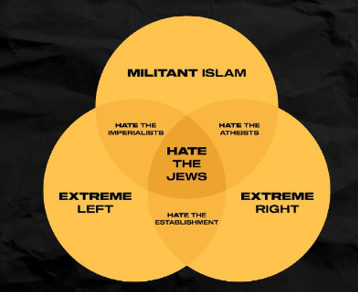 MILITANT ISLAM
HATE THE
IMPERIALISTS
HATE THE
ATHEISTS
HATE
THE
JEWS
EXTREME
LEFT
EXTREME
RIGHT
HATE THE
ESTABLISHMENT